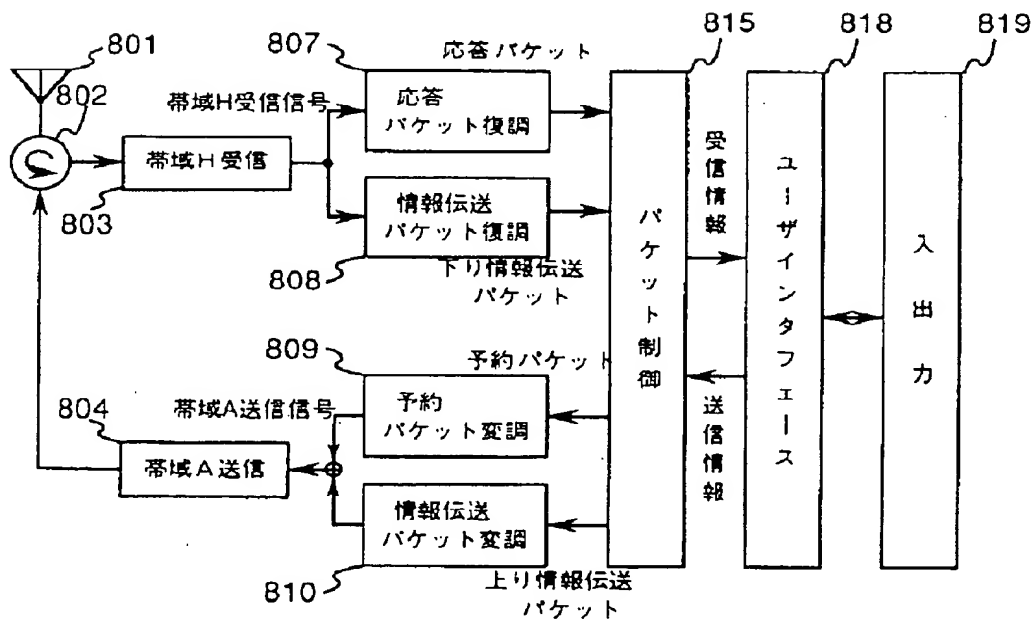 801
802
帯域H受信信号
帯域H受信
803
807
応答パケット
応答
パケット復調
情報伝送
パケット復調
808
下り情報伝送
パケット
809
予約パケット
帯域A送信信号
804
帯域A送信
予約
パケット変調
情報伝送
パケット変調
810
上り情報伝送
パケット
815
パケット制御
受信情報
送信情報
818
ユーザインタフェース
819
入出力